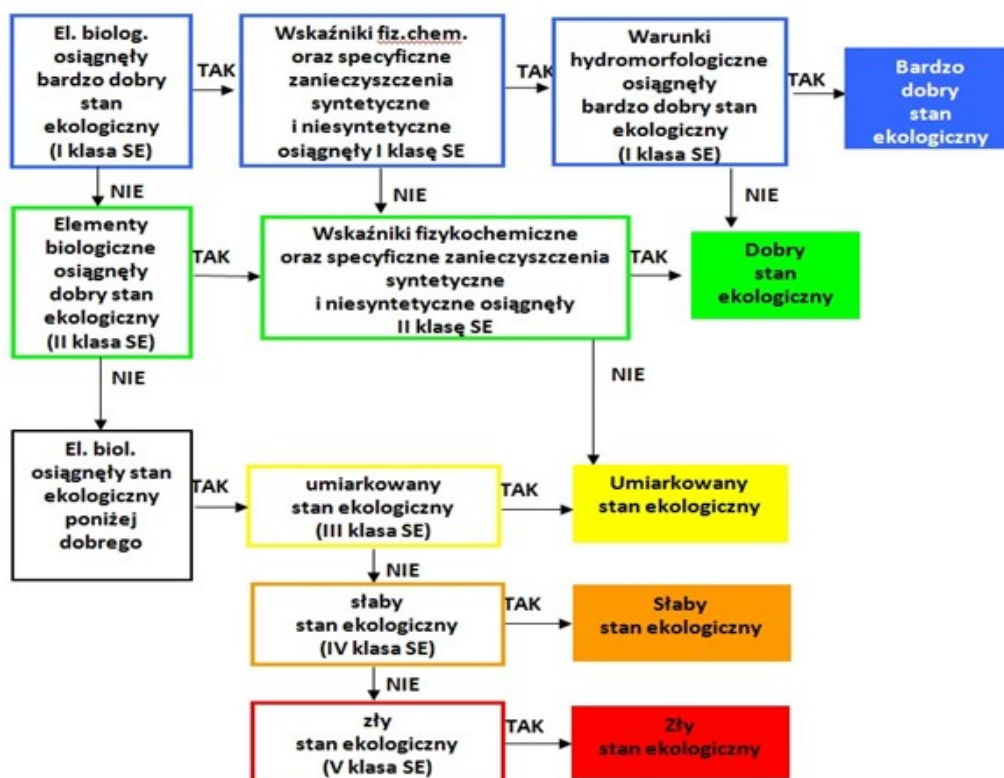 El. biolog.
osiągnęły
bardzo dobry
stan
ekologiczny
(I klasa SE)
TAK
Wskaźniki fiz.chem.
oraz specyficzne
zanieczyszczenia
syntetyczne
i niesyntetyczne
osiągnęły I klasę SE
TAK
Warunki
hydromorfologiczne
osiągnęły
bardzo dobry stan
ekologiczny
(I klasa SE)
TAK
Bardzo
dobry
stan
ekologiczny
NIE
NIE
NIE
Elementy
biologiczne
osiągnęły
dobry stan
ekologiczny
(II klasa SE)
TAK
Wskaźniki fizykochemiczne
oraz specyficzne zanieczyszczenia
syntetyczne
i niesyntetyczne osiągnęły
II klasę SE
TAK
Dobry
stan
ekologiczny
NIE
NIE
El. biol.
osiągnęły stan
ekologiczny
poniżej
dobrego
TAK
umiarkowany
stan ekologiczny
(III klasa SE)
TAK
Umiarkowany
stan ekologiczny
NIE
słaby
stan ekologiczny
(IV klasa SE)
TAK
Słaby
stan ekologiczny
NIE
zły
stan ekologiczny
(V klasa SE)
TAK
Zły
stan ekologiczny